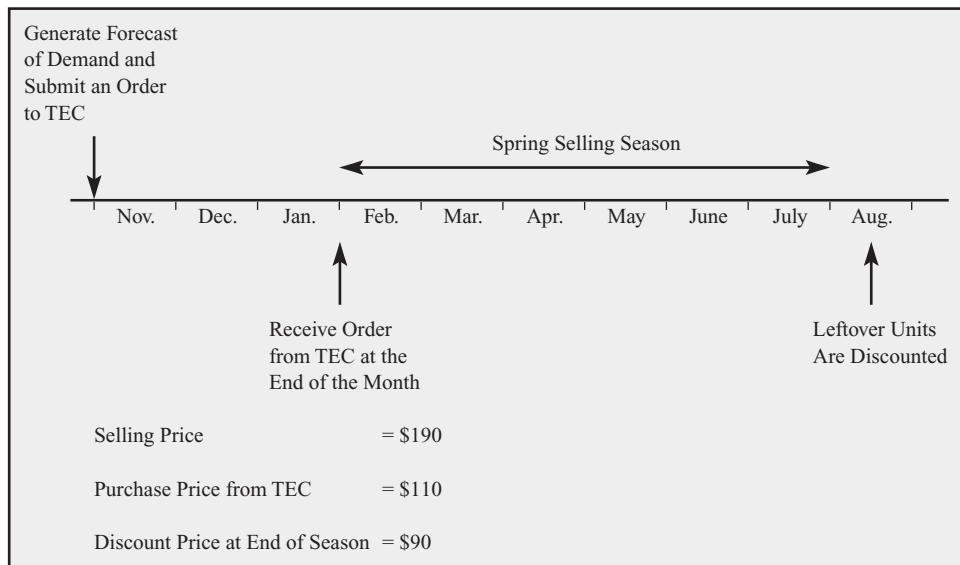 Generate Forecast
of Demand and
Submit an Order
to TEC
Spring Selling Season
Nov. Dec. Jan. Feb. Mar. Apr. May June July Aug.
Receive Order
from TEC at the
End of the Month
Leftover Units
Are Discounted
Selling Price = $190
Purchase Price from TEC = $110
Discount Price at End of Season = $90